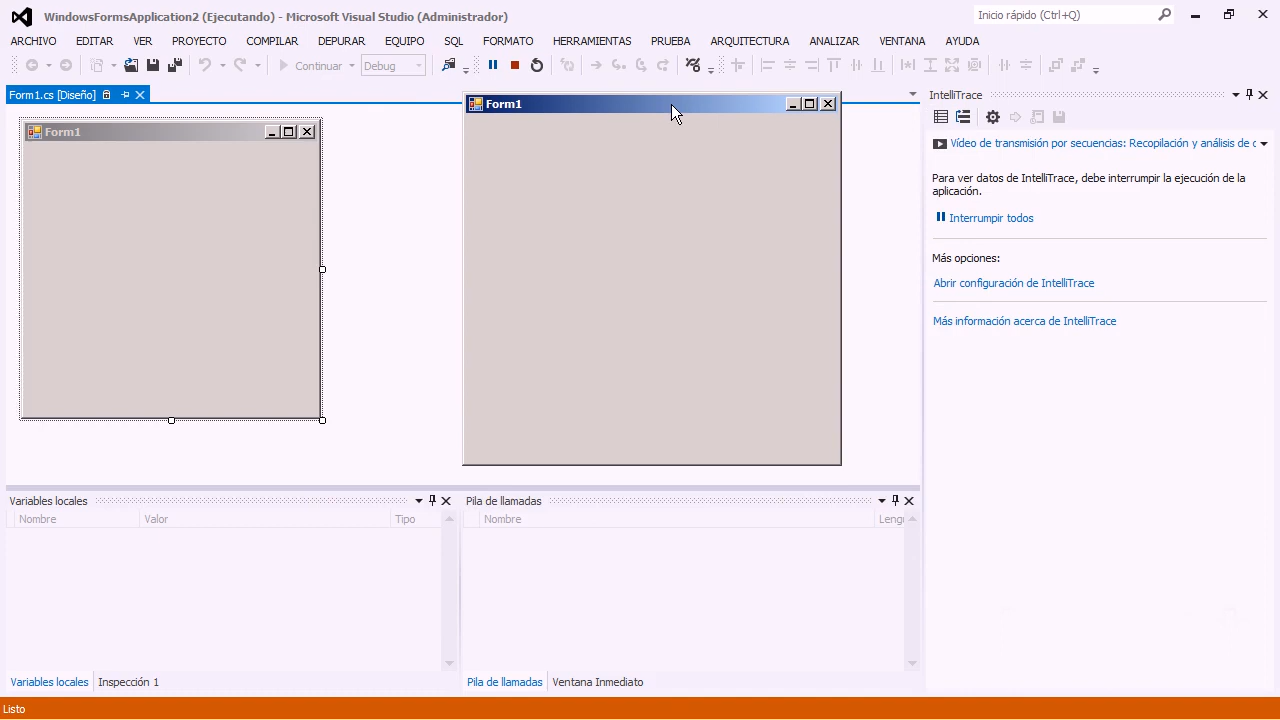 WindowsFormsApplication2 (Ejecutando) - Microsoft Visual Studio (Administrador)
Inicio rápido (Ctrl+Q)
ARCHIVO EDITAR VER PROYECTO COMPILAR DEPURAR EQUIPO SQL FORMATO HERRAMIENTAS PRUEBA ARQUITECTURA ANALIZAR VENTANA AYUDA
Continuar Debug
Form1.cs [Diseño]
Form1
Form1
IntelliTrace
Vídeo de transmisión por secuencias: Recopilación y análisis de c
Para ver datos de IntelliTrace, debe interrumpir la ejecución de la
aplicación.
Interrumpir todos
Más opciones:
Abrir configuración de IntelliTrace
Más información acerca de IntelliTrace
Variables locales
Nombre Valor Tipo
Pila de llamadas
Nombre Lengu
Variables locales Inspección 1
Pila de llamadas Ventana Inmediato
Listo